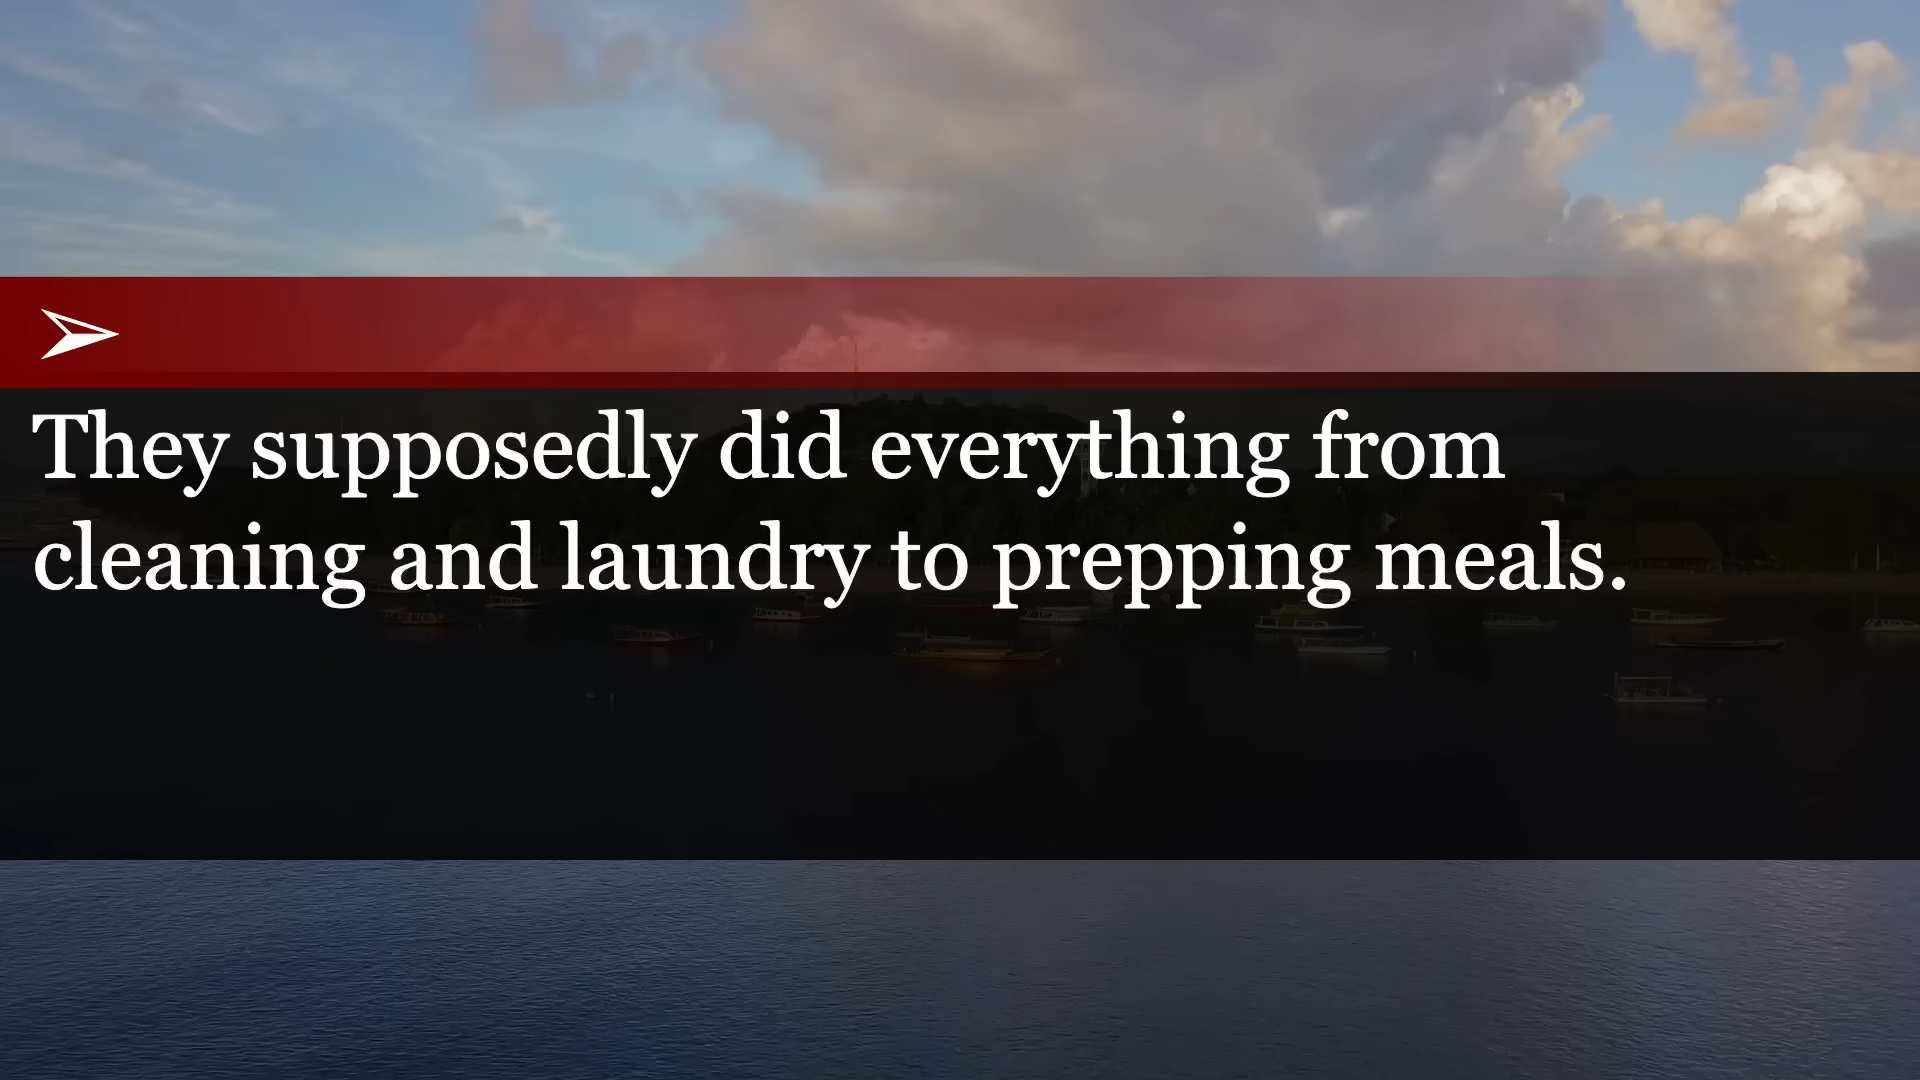 They supposedly did everything from
cleaning and laundry to prepping meals.